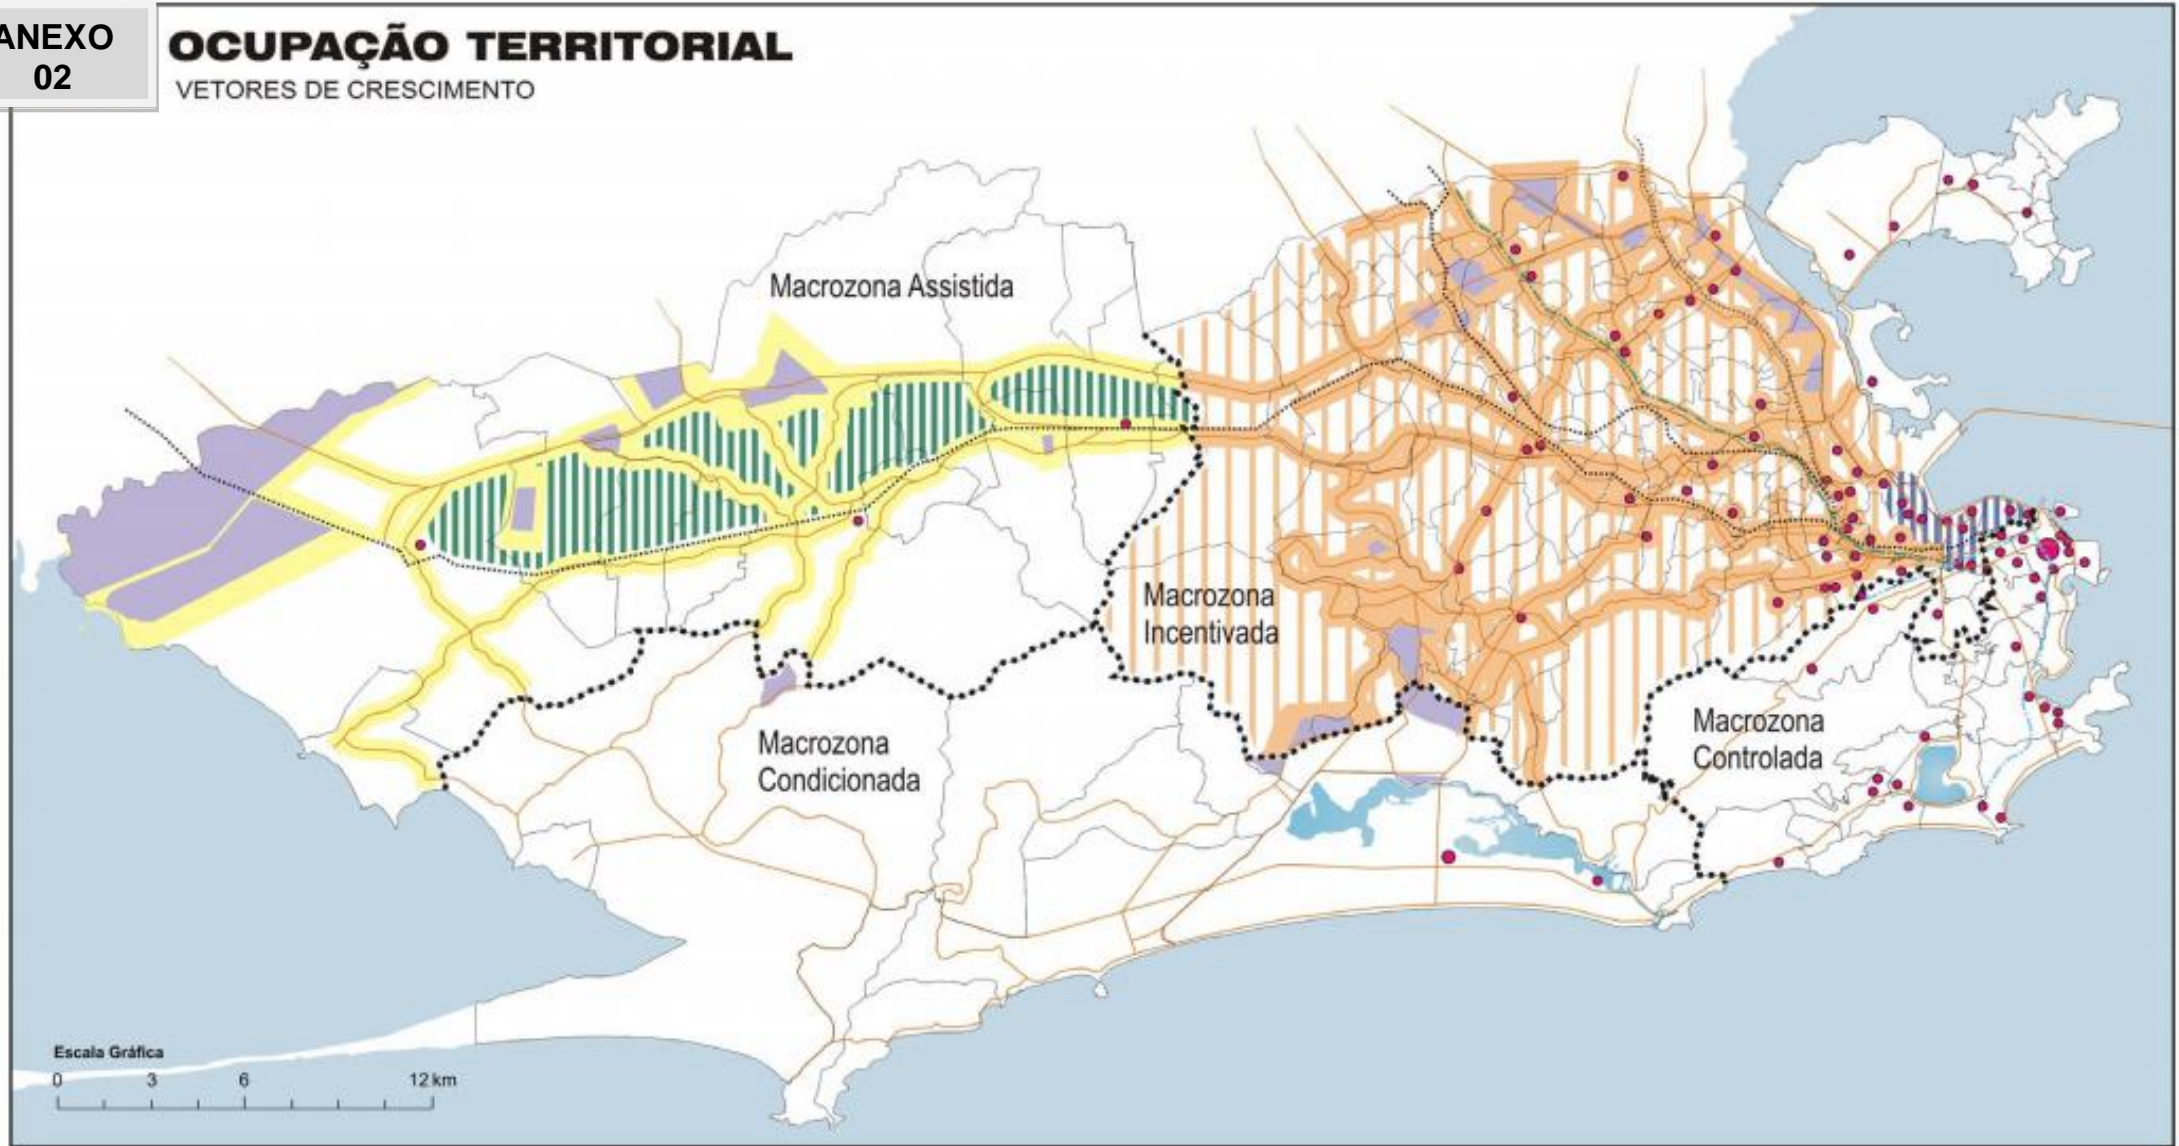 ANEXO
02
OCUPAÇÃO TERRITORIAL
VETORES DE CRESCIMENTO
Macrozona Assistida
Macrozona
Incentivada
Macrozona
Controlada
Macrozona
Condicionada
Escala Gráfica
0 3 6 12 km